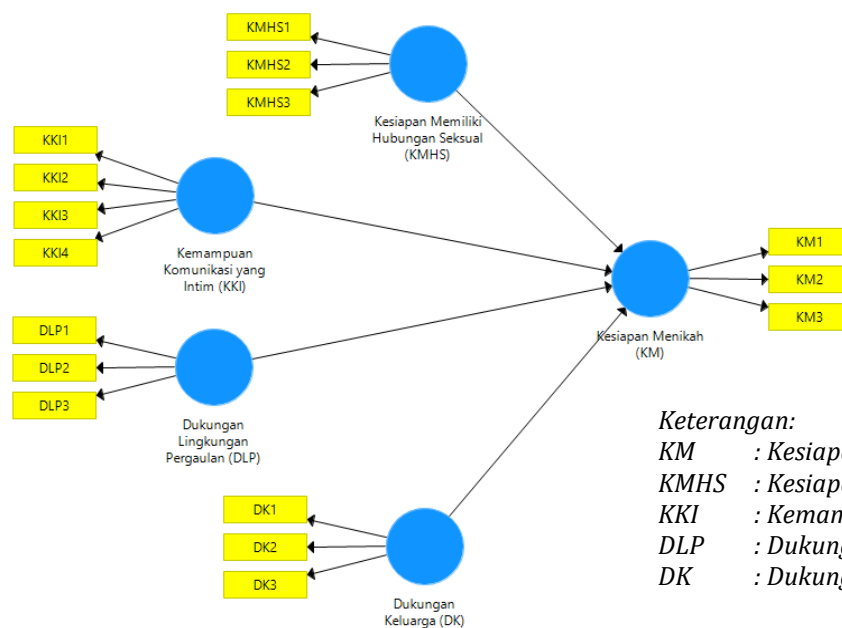 KMHS1
KMHS2
KMHS3
Kesiapan Memiliki
Hubungan Seksual
(KMHS)
KKI1
KKI2
KKI3
KKI4
Kemampuan
Komunikasi yang
Intim (KKI)
DLP1
DLP2
DLP3
Dukungan
Lingkungan
Pergaulan (DLP)
DK1
DK2
DK3
Dukungan
Keluarga (DK)
KM1
KM2
KM3
Kesiapan Menikah
(KM)
Keterangan:
KM : Kesiapa
KMHS : Kesiapa
KKI : Kemam
DLP : Dukung
DK : Dukung